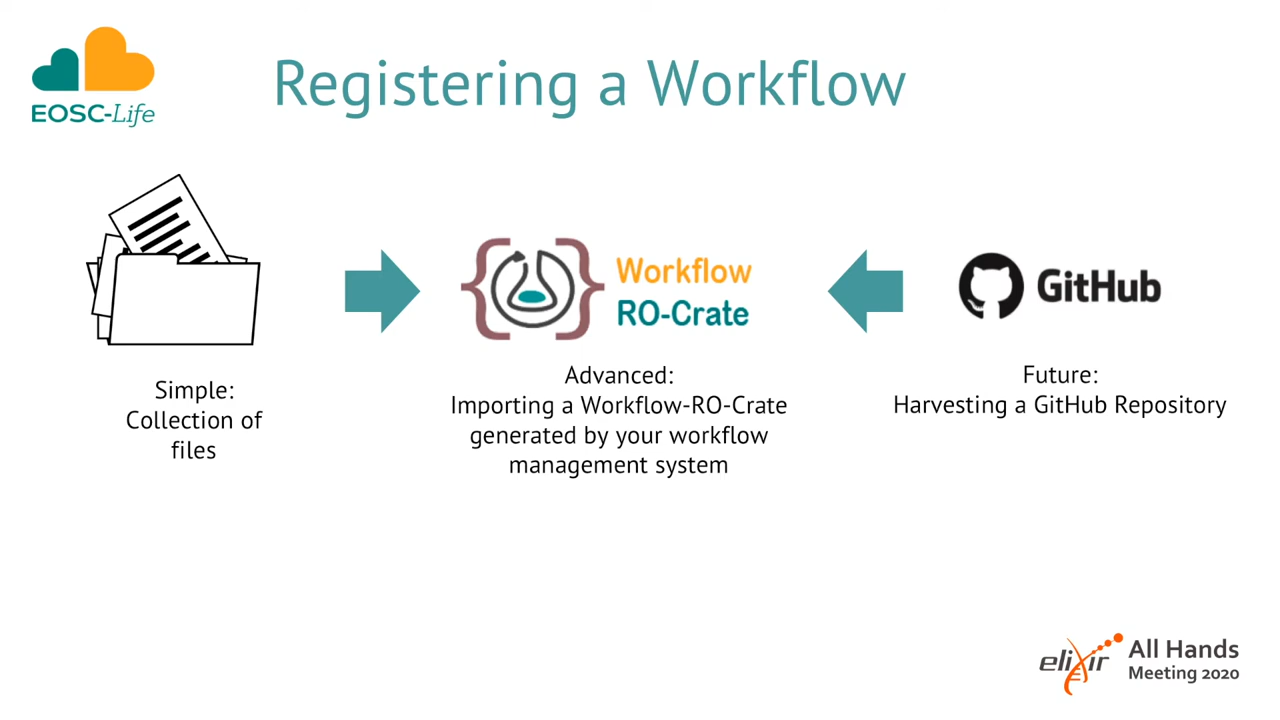 EOSC-Life
Registering a Workflow
Workflow
RO-Crate
GitHub
Simple:
Collection of
files
Advanced:
Importing a Workflow-RO-Crate
generated by your workflow
management system
Future:
Harvesting a GitHub Repository
elixir
All Hands
Meeting 2020